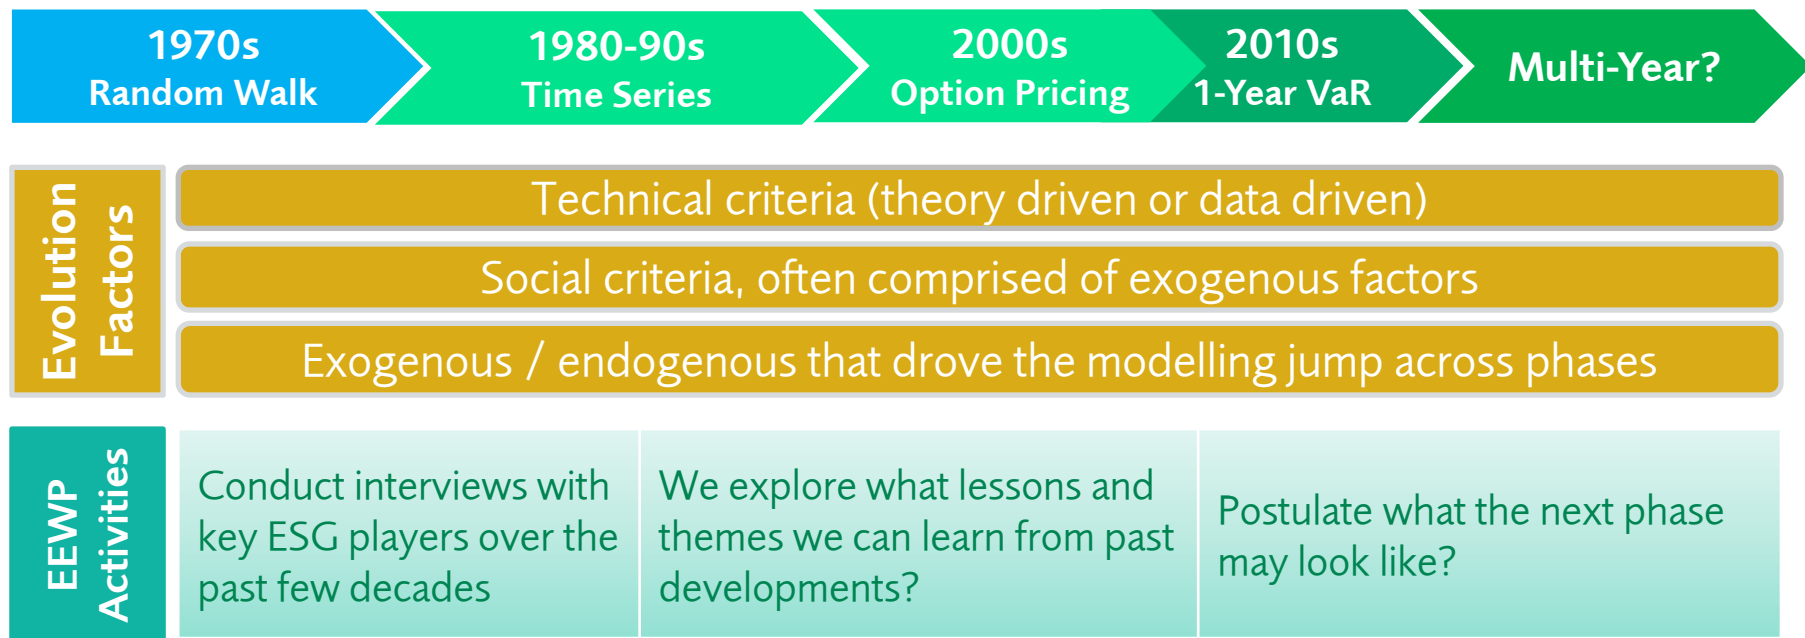 1970s
Random Walk
1980-90s
Time Series
2000s
Option Pricing
2010s
1-Year VaR
Multi-Year?
Evolution
Factors
Technical criteria (theory driven or data driven)
Social criteria, often comprised of exogenous factors
Exogenous / endogenous that drove the modelling jump across phases
EEWP
Activities
Conduct interviews with
key ESG players over the
past few decades
We explore what lessons and
themes we can learn from past
developments?
Postulate what the next phase
may look like?